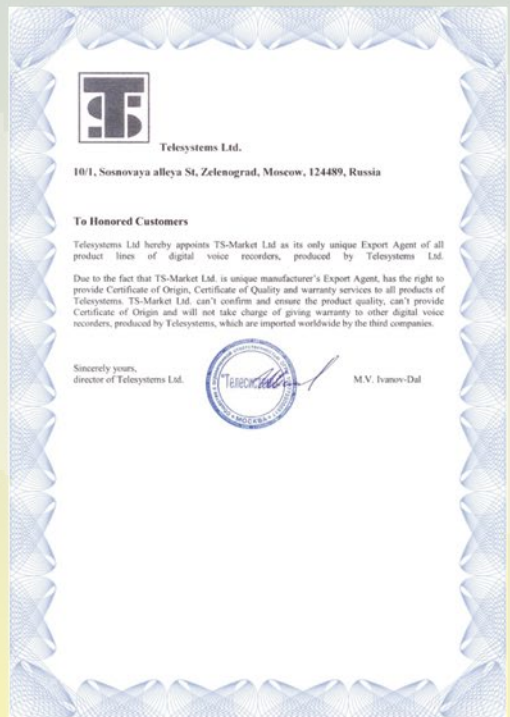 TS
Telesystems Ltd.
10/1, Sosnovaya alleya St, Zelenograd, Moscow, 124489, Russia
To Honored Customers
Telesystems Ltd hereby appoints TS-Market Ltd as its only unique Export Agent of all
product lines of digital voice recorders, produced by Telesystems Ltd.
Due to the fact that TS-Market Ltd. is unique manufacturer's Export Agent, has the right to
provide Certificate of Origin, Certificate of Quality and warranty services to all products of
Telesystems. TS-Market Ltd. can't confirm and ensure the product quality, can't provide
Certificate of Origin and will not take charge of giving warranty to other digital voice
recorders, produced by Telesystems, which are imported worldwide by the third companies.
Sincerely yours,
director of Telesystems Ltd.
M.V. Ivanov-Dal
МОСКВА